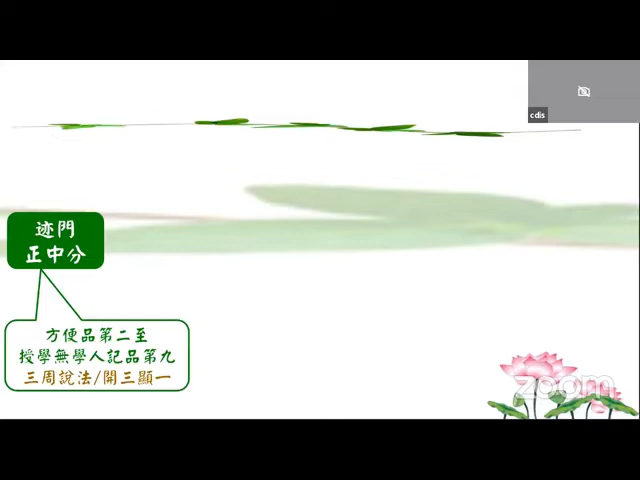 cdis
迹門
正中分
方便品第二至
授學無學人記品第九
三周說法/開三顯一
zoom